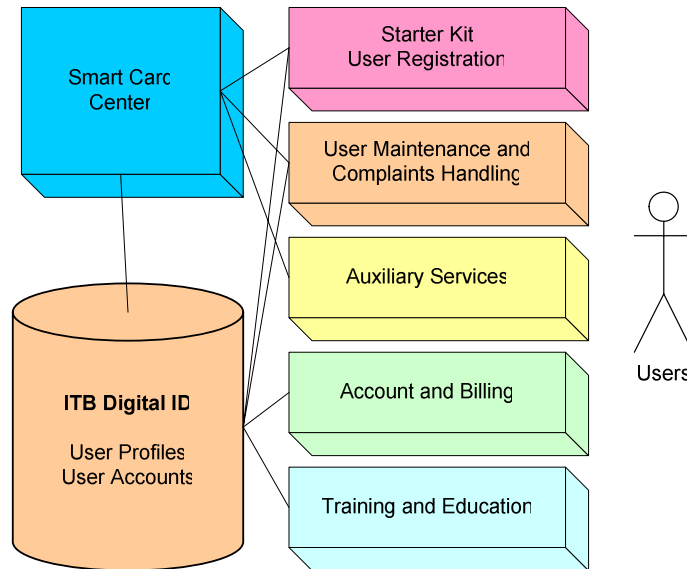 Smart Card
Center
Starter Kit
User Registration
User Maintenance and
Complaints Handling
Auxiliary Services
Users
ITB Digital ID
User Profiles
User Accounts
Account and Billing
Training and Education